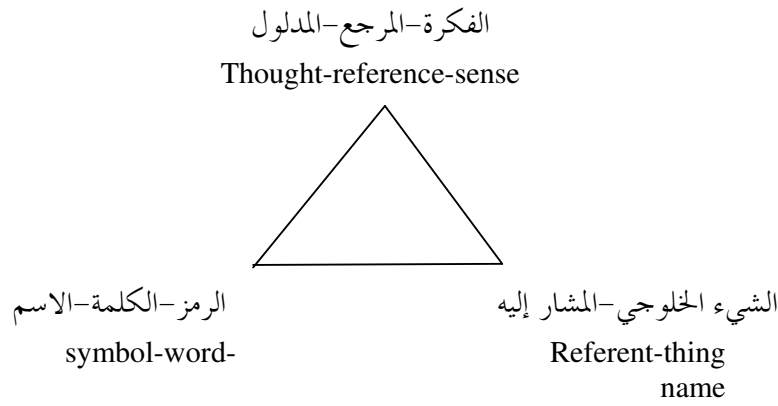 الفكرة–المرجع–المدلول
Thought-reference-sense
الرمز–الكلمة–الاسم
symbol-word-
الشيء الخلوجي–المشار إليه
Referent-thing
name